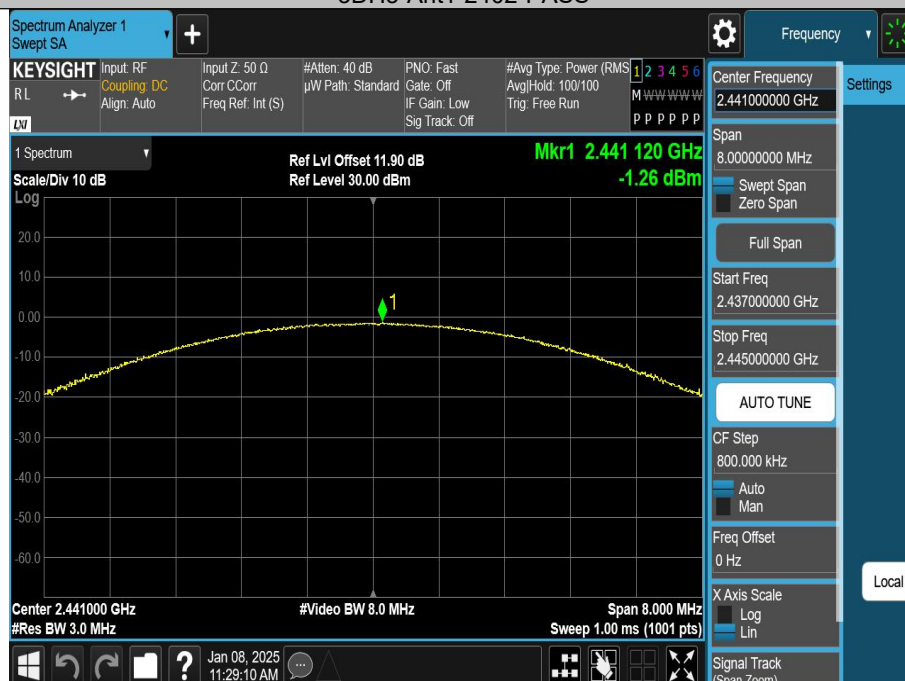 Spectrum Analyzer 1
Swept SA
Frequency
KEYSIGHT
RL
LXI
Input: RF
Coupling: DC
Align: Auto
Input Z: 50 Ω
Corr CCorr
Freq Ref: Int (S)
#Atten: 40 dB
µW Path: Standard
PNO: Fast
Gate: Off
IF Gain: Low
Sig Track: Off
#Avg Type: Power (RMS
Avg|Hold: 100/100
Trig: Free Run
1 2 3 4 5 6
M W W W W W
P P P P P P
Center Frequency
2.441000000 GHz
Settings
1 Spectrum
Scale/Div 10 dB
Log
Ref Lvl Offset 11.90 dB
Ref Level 30.00 dBm
Mkr1 2.441 120 GHz
-1.26 dBm
20.0
10.0
0.00
-10.0
-20.0
-30.0
-40.0
-50.0
-60.0
1
Center 2.441000 GHz
#Res BW 3.0 MHz
#Video BW 8.0 MHz
Span 8.000 MHz
Sweep 1.00 ms (1001 pts)
Span
8.00000000 MHz
Swept Span
Zero Span
Full Span
Start Freq
2.437000000 GHz
Stop Freq
2.445000000 GHz
AUTO TUNE
CF Step
800.000 kHz
Auto
Man
Freq Offset
0 Hz
Local
X Axis Scale
Log
Lin
Signal Track
(Span Zoom)
?
Jan 08, 2025
11:29:10 AM